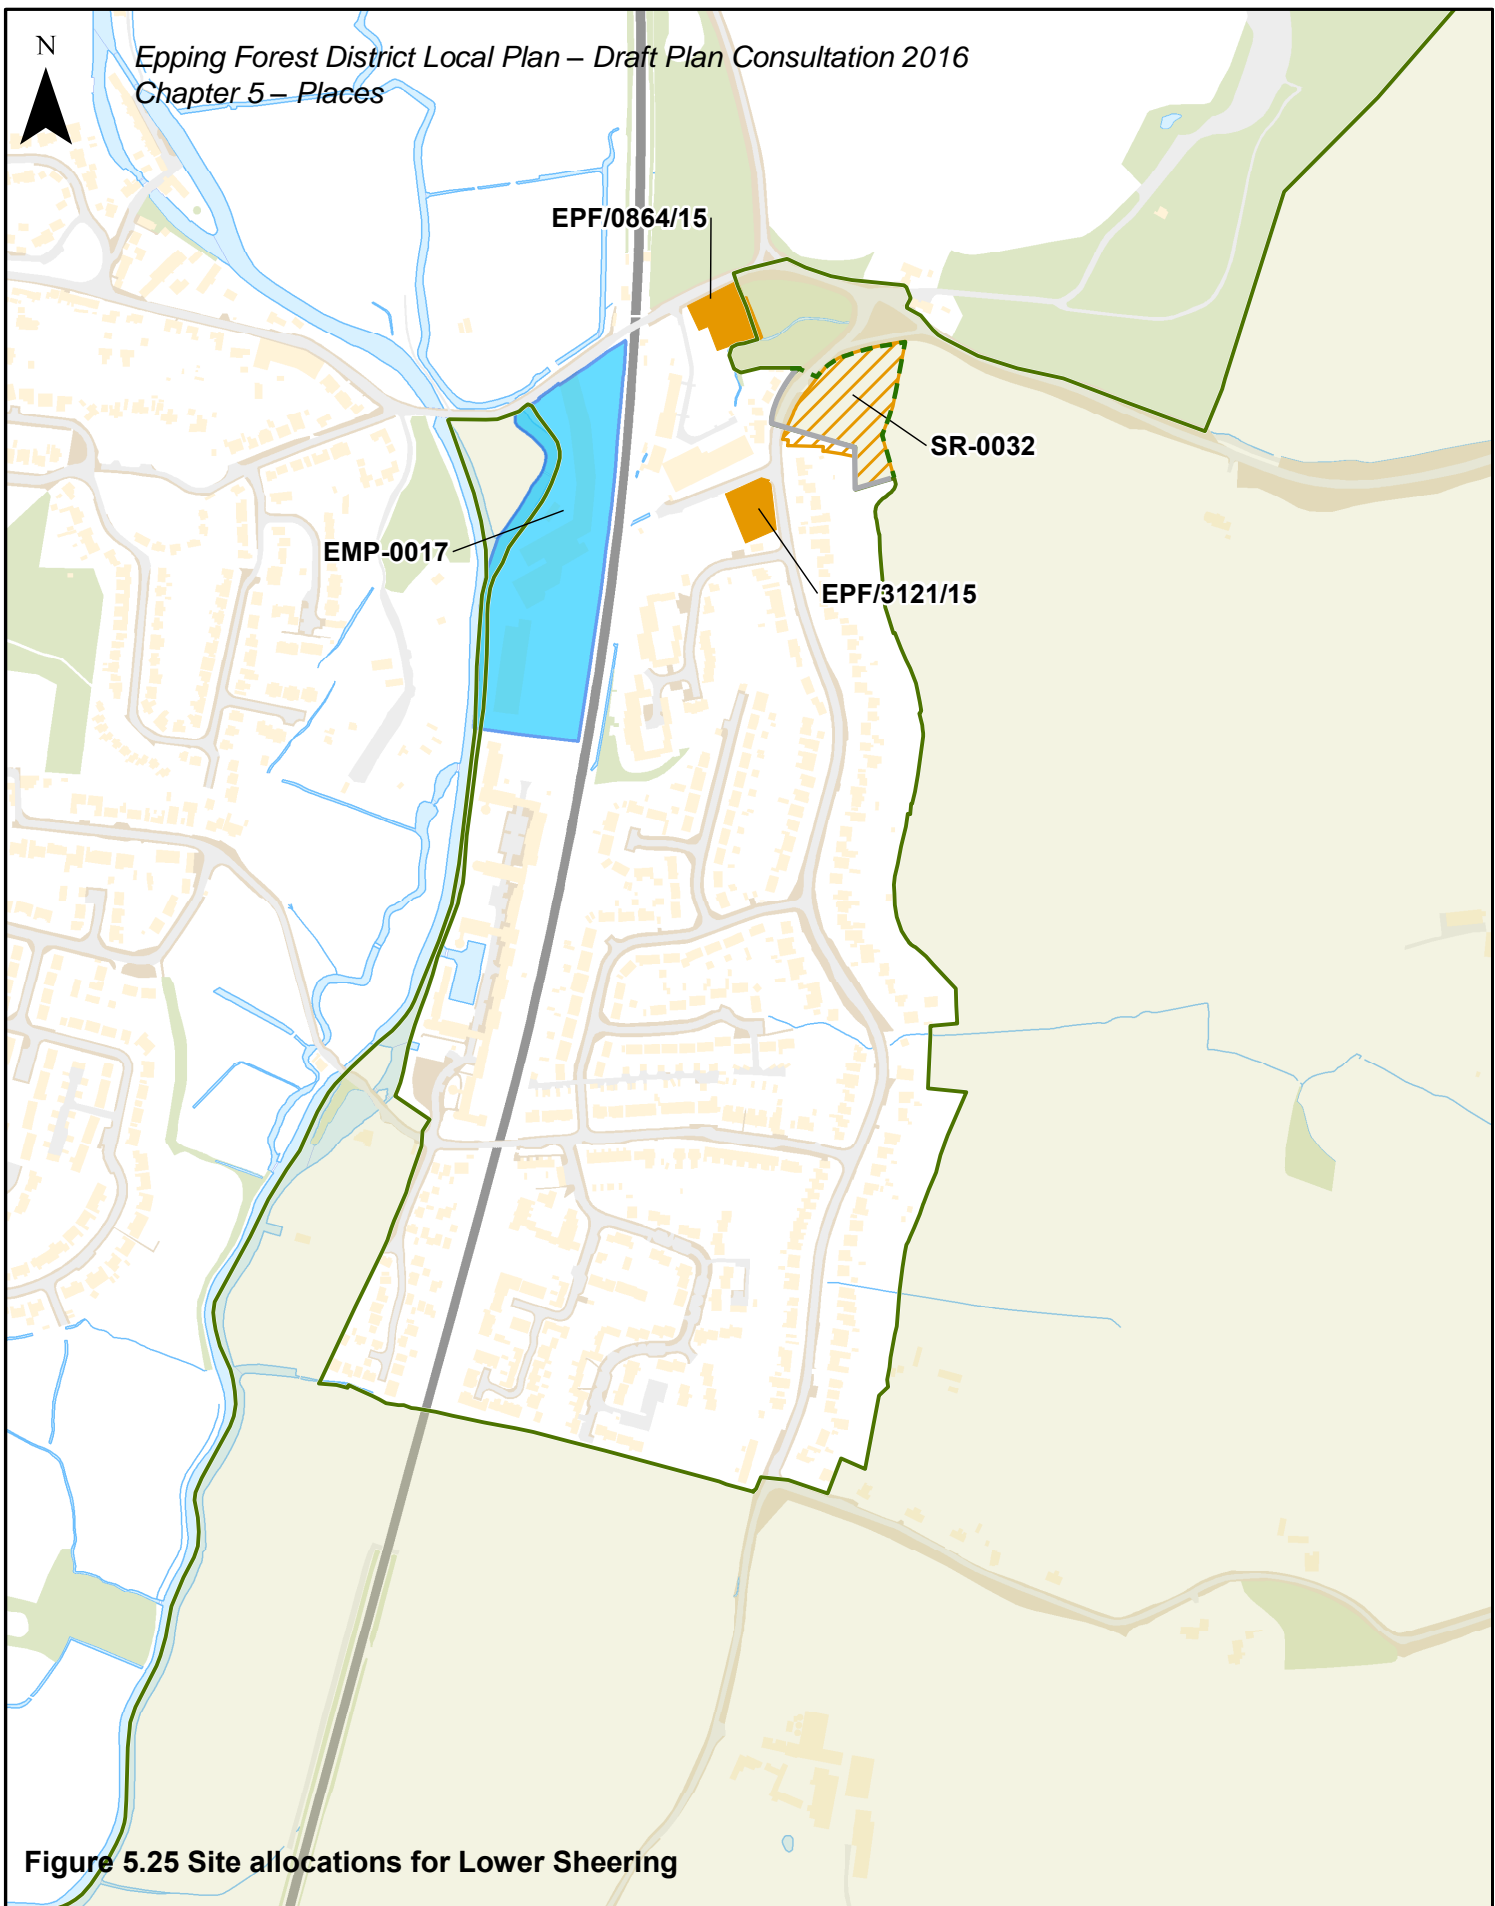 N
Epping Forest District Local Plan – Draft Plan Consultation 2016
Chapter 5 – Places
EPF/0864/15
SR-0032
EMP-0017
EPF/3121/15
Figure 5.25 Site allocations for Lower Sheering